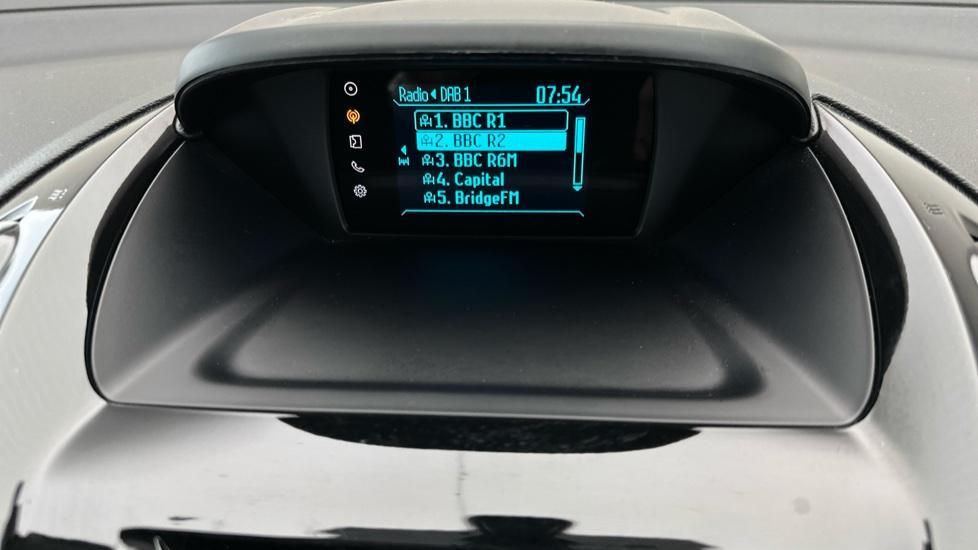 Radio DAB 1 07:54
1. BBC R1
2. BBC R2
3. BBC R6M
4. Capital
5. BridgeFM